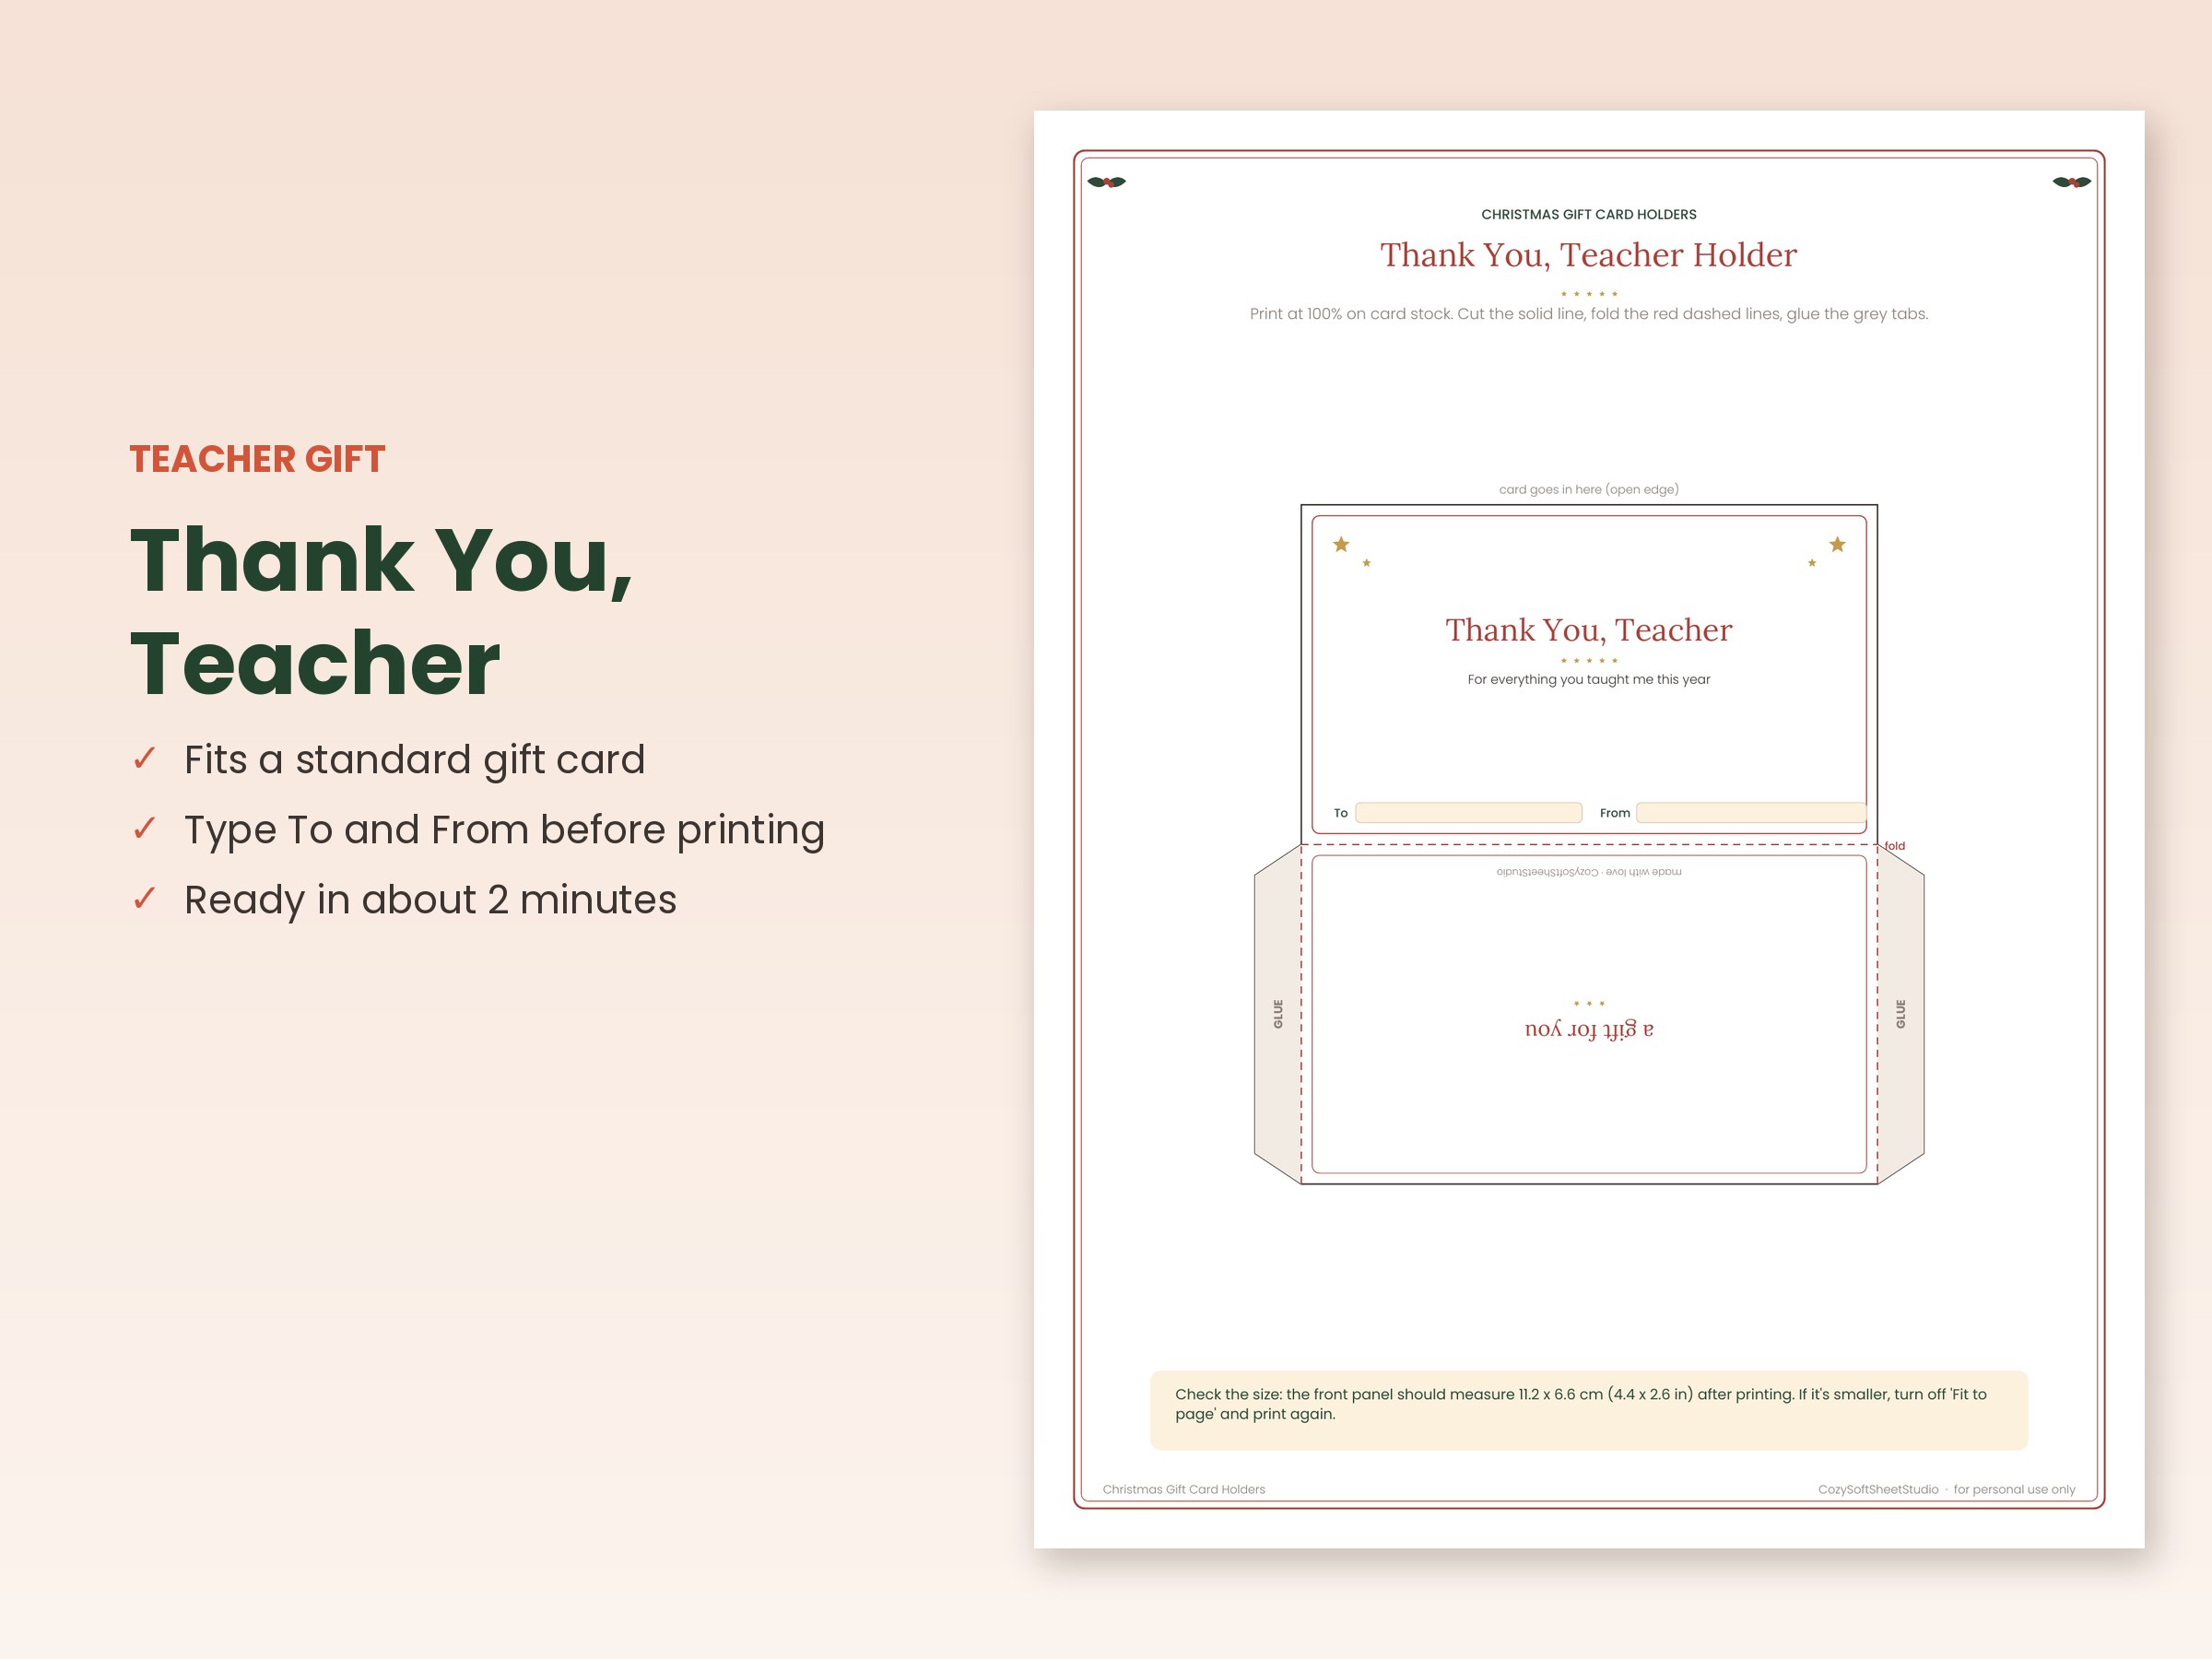 TEACHER GIFT
Thank You,
Teacher
✓ Fits a standard gift card
✓ Type To and From before printing
✓ Ready in about 2 minutes
CHRISTMAS GIFT CARD HOLDERS
Thank You, Teacher Holder
Print at 100% on card stock. Cut the solid line, fold the red dashed lines, glue the grey tabs.
card goes in here (open edge)
Thank You, Teacher
For everything you taught me this year
To From
fold
made with love · CozySoftSheetStudio
GLUE GLUE
a gift for you
Check the size: the front panel should measure 11.2 x 6.6 cm (4.4 x 2.6 in) after printing. If it's smaller, turn off 'Fit to
page' and print again.
Christmas Gift Card Holders CozySoftSheetStudio · for personal use only